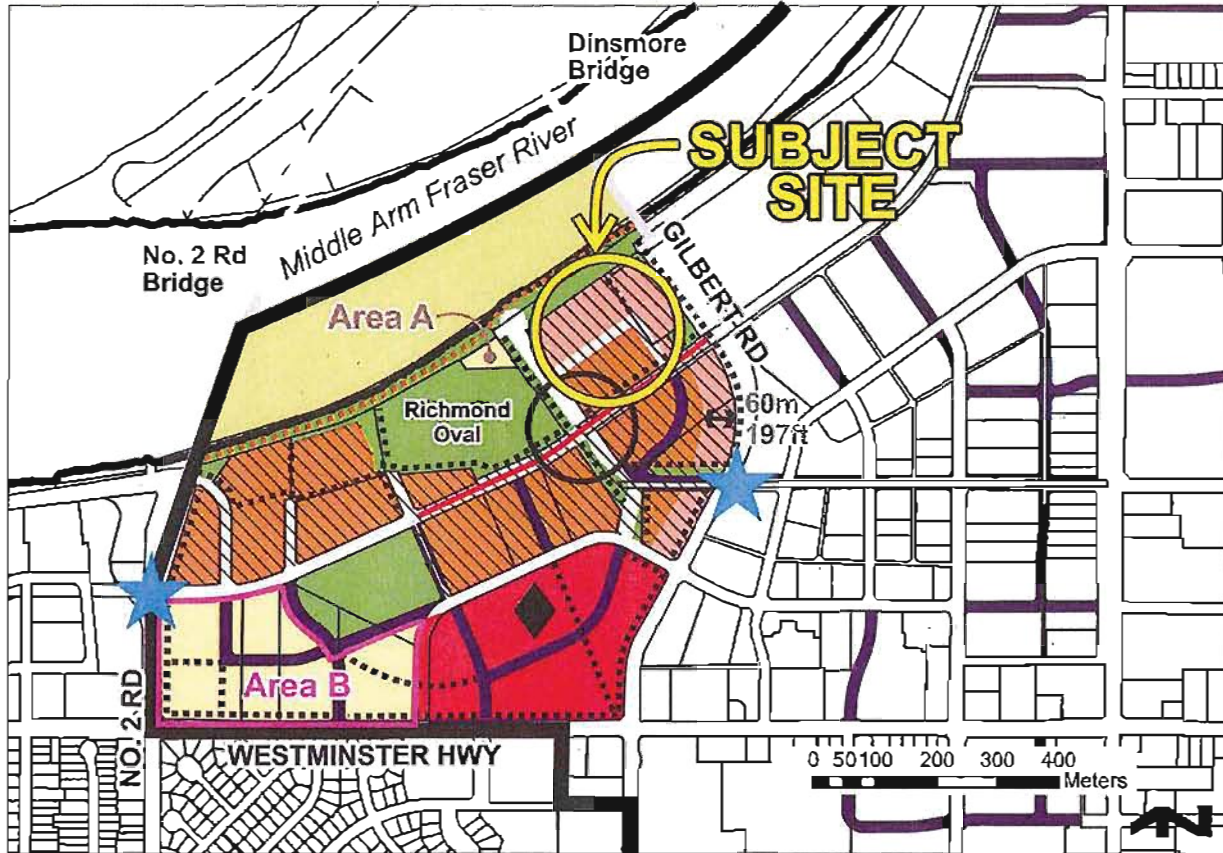 Dinsmore
Bridge
SUBJECT
SITE
Middle Arm Fraser River
No. 2 Rd
Bridge
GILBERT RD
Area A
Richmond
Oval
60m
197ft
Area B
NO. 2 RD
WESTMINSTER HWY
0 50 100 200 300 400
Meters
N